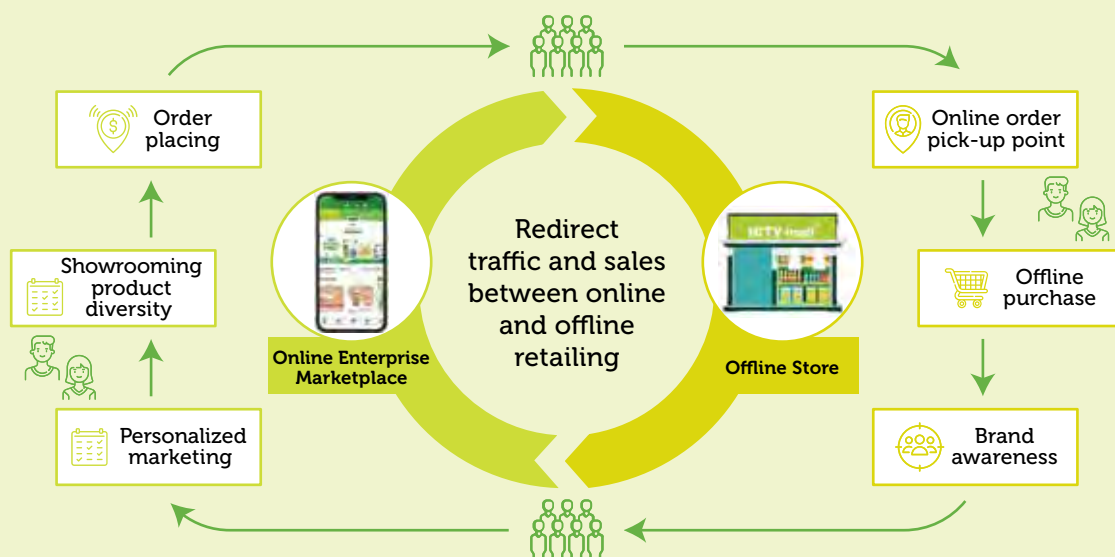 Order
placing
Online order
pick-up point
Showrooming
product
diversity
Redirect
traffic and sales
between online
and offline
retailing
Offline
purchase
Online Enterprise
Marketplace
Offline Store
Personalized
marketing
Brand
awareness